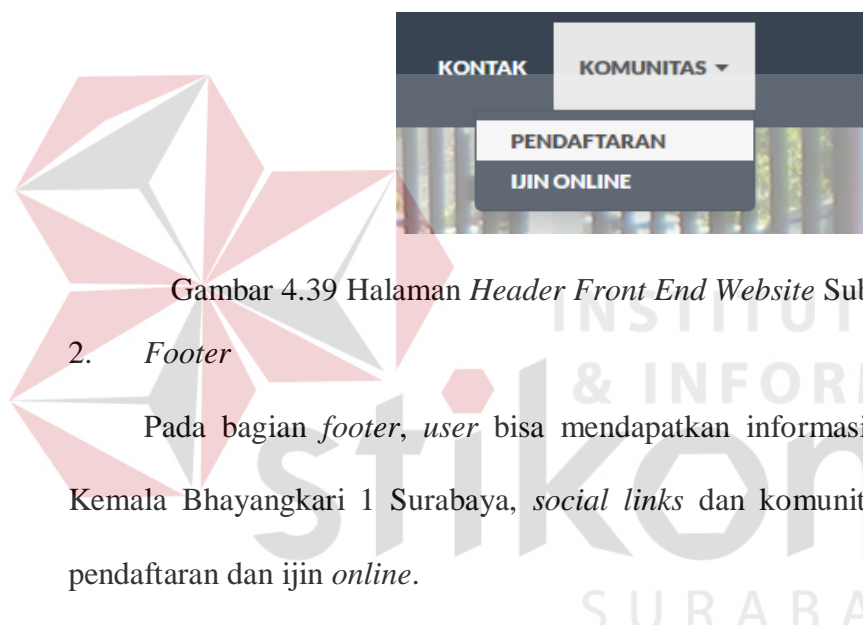 KONTAK KOMUNITAS
PENDAFTARAN
IJIN ONLINE
Gambar 4.39 Halaman Header Front End Website Sub
INSTITUT
2. Footer
& INFOR
Pada bagian footer, user bisa mendapatkan informasi
stikom
Kemala Bhayangkari 1 Surabaya, social links dan komunit
pendaftaran dan ijin online.
SURABA